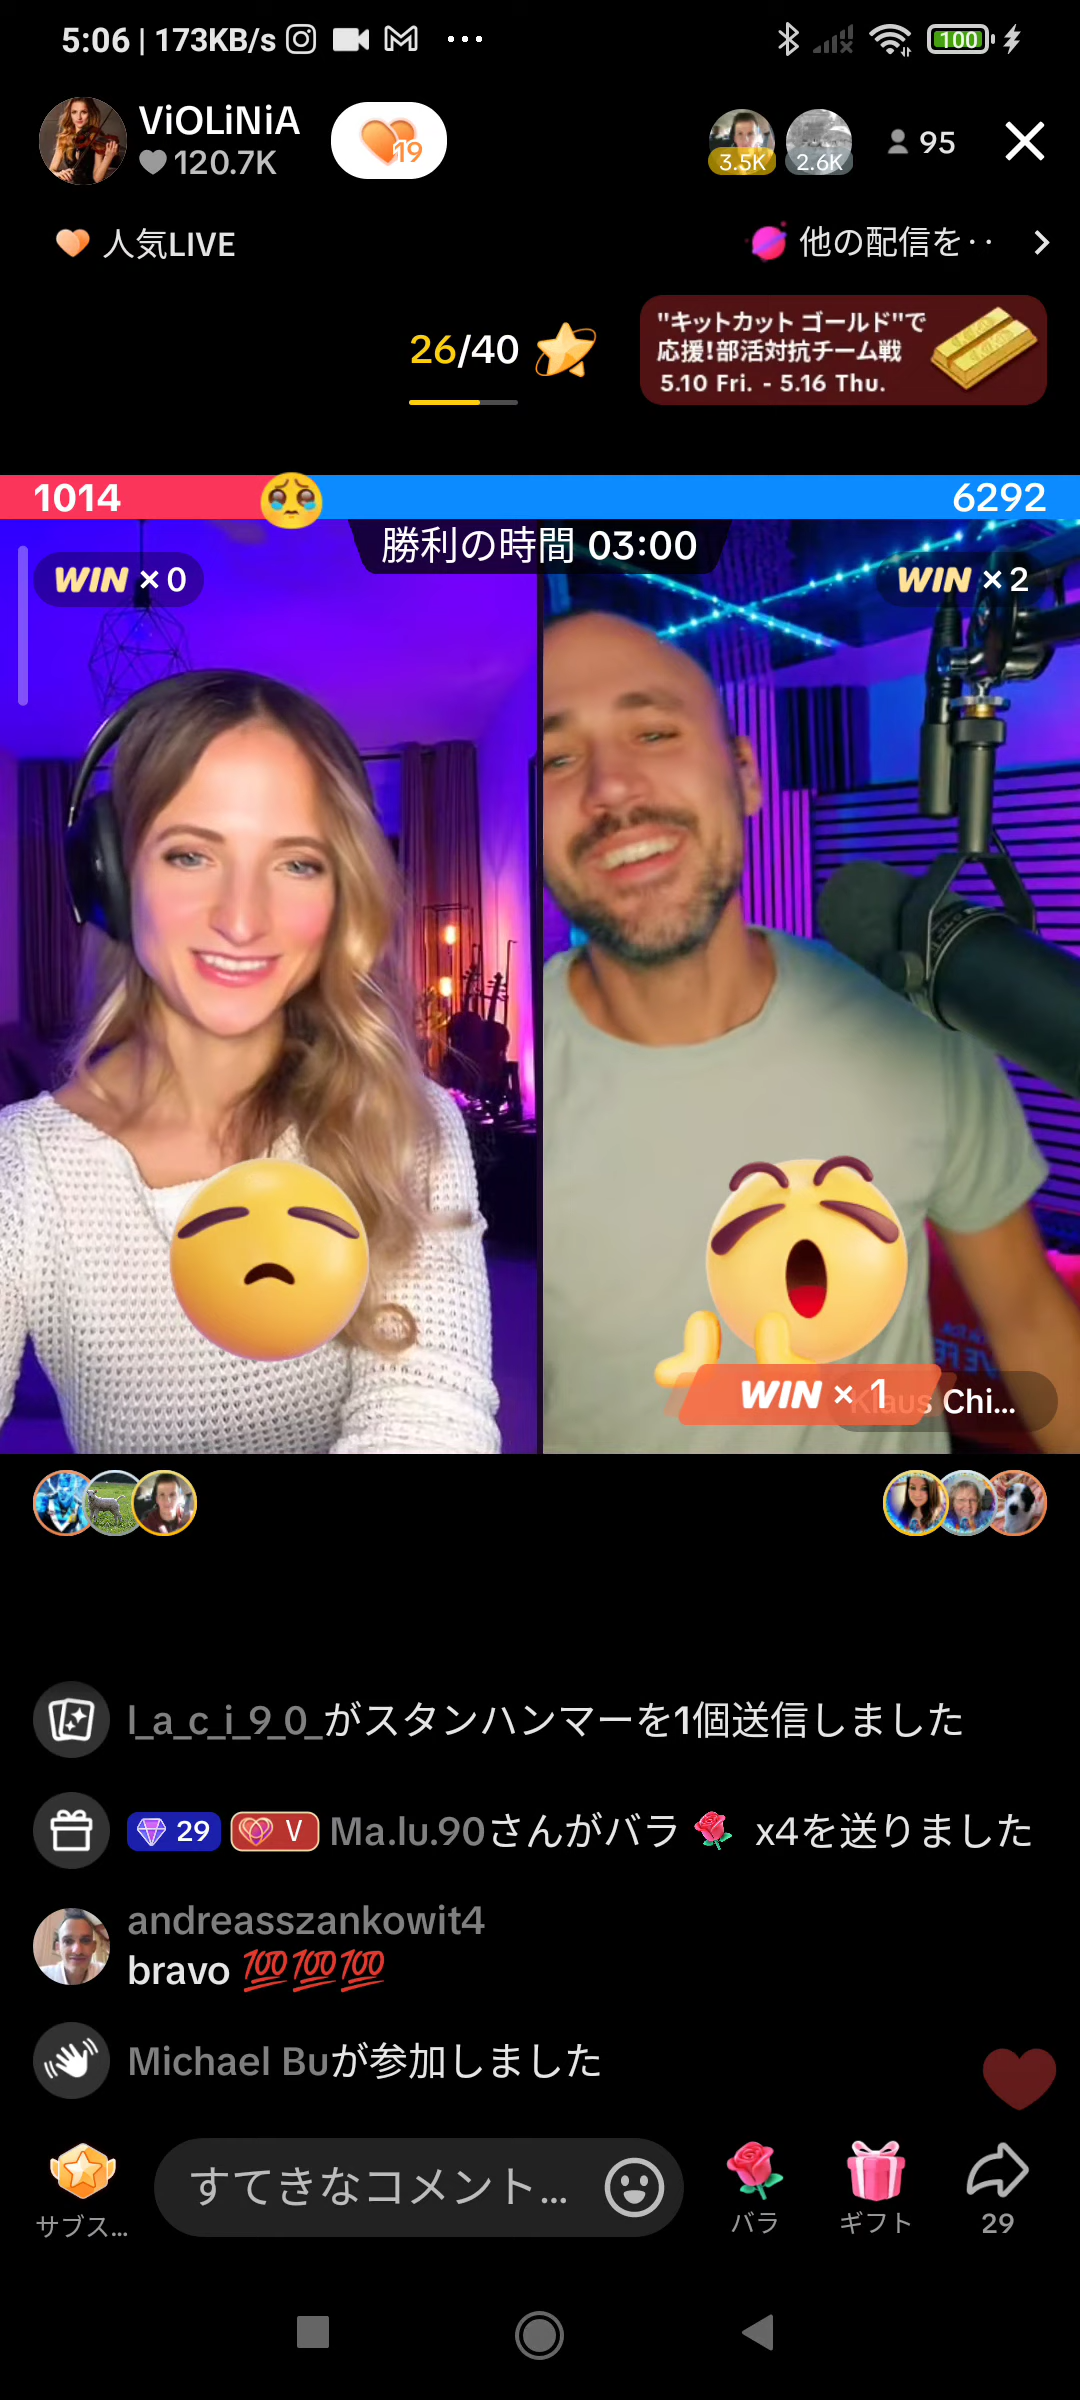 5:06 | 173KB/s ... 100
ViOLiNiA
120.7K
19
3.5K
2.6K
95
人気LIVE
他の配信を‥
26/40
"キットカット ゴールド"で
応援!部活対抗チーム戦
5.10 Fri. - 5.16 Thu.
1014
6292
勝利の時間 03:00
WIN ×0
WIN ×2
WIN × 1
Klaus Chi...
l_a_c_i_9_0_がスタンハンマーを1個送信しました
29 V Ma.lu.90さんがバラ x4を送りました
andreasszankowit4
bravo 💯💯💯
Michael Buが参加しました
すてきなコメント...
サブス...
バラ
ギフト
29